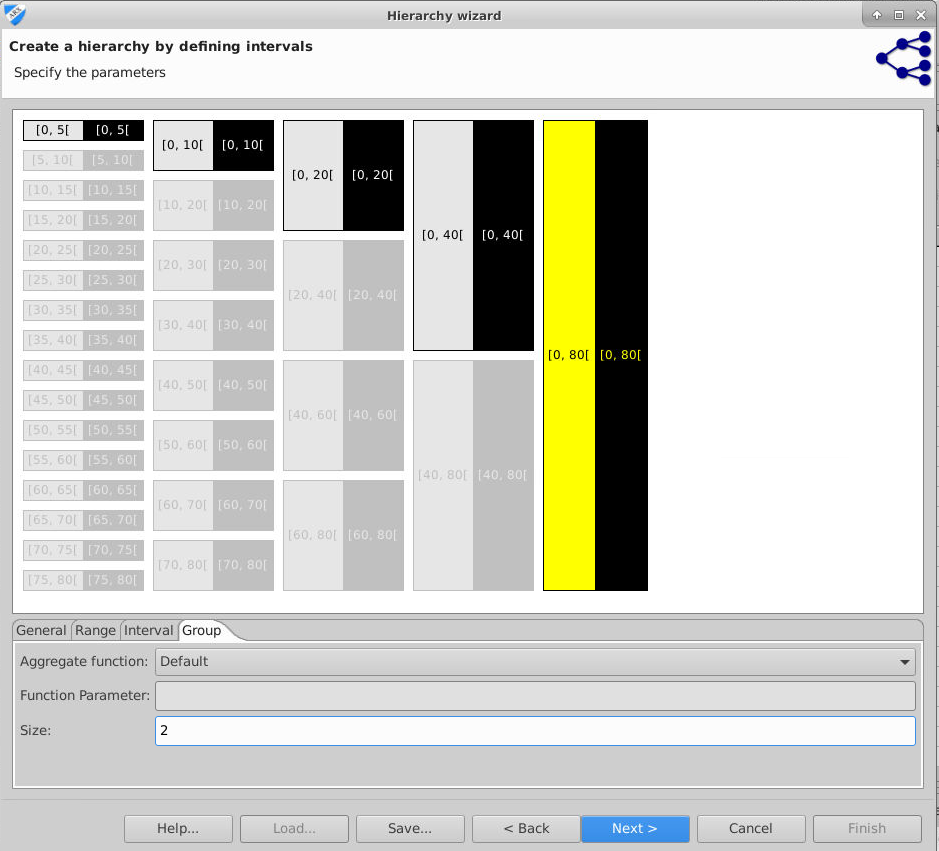 ARX
Hierarchy wizard
Create a hierarchy by defining intervals
Specify the parameters
[0, 5[ [0, 5[
[5, 10[ [5, 10[
[10, 15[ [10, 15[
[15, 20[ [15, 20[
[20, 25[ [20, 25[
[25, 30[ [25, 30[
[30, 35[ [30, 35[
[35, 40[ [35, 40[
[40, 45[ [40, 45[
[45, 50[ [45, 50[
[50, 55[ [50, 55[
[55, 60[ [55, 60[
[60, 65[ [60, 65[
[65, 70[ [65, 70[
[70, 75[ [70, 75[
[75, 80[ [75, 80[
[0, 10[ [0, 10[
[10, 20[ [10, 20[
[20, 30[ [20, 30[
[30, 40[ [30, 40[
[40, 50[ [40, 50[
[50, 60[ [50, 60[
[60, 70[ [60, 70[
[70, 80[ [70, 80[
[0, 20[ [0, 20[
[20, 40[ [20, 40[
[40, 60[ [40, 60[
[60, 80[ [60, 80[
[0, 40[ [0, 40[
[40, 80[ [40, 80[
[0, 80[ [0, 80[
General Range Interval Group
Aggregate function: Default
Function Parameter:
Size: 2
Help... Load... Save... < Back Next > Cancel Finish